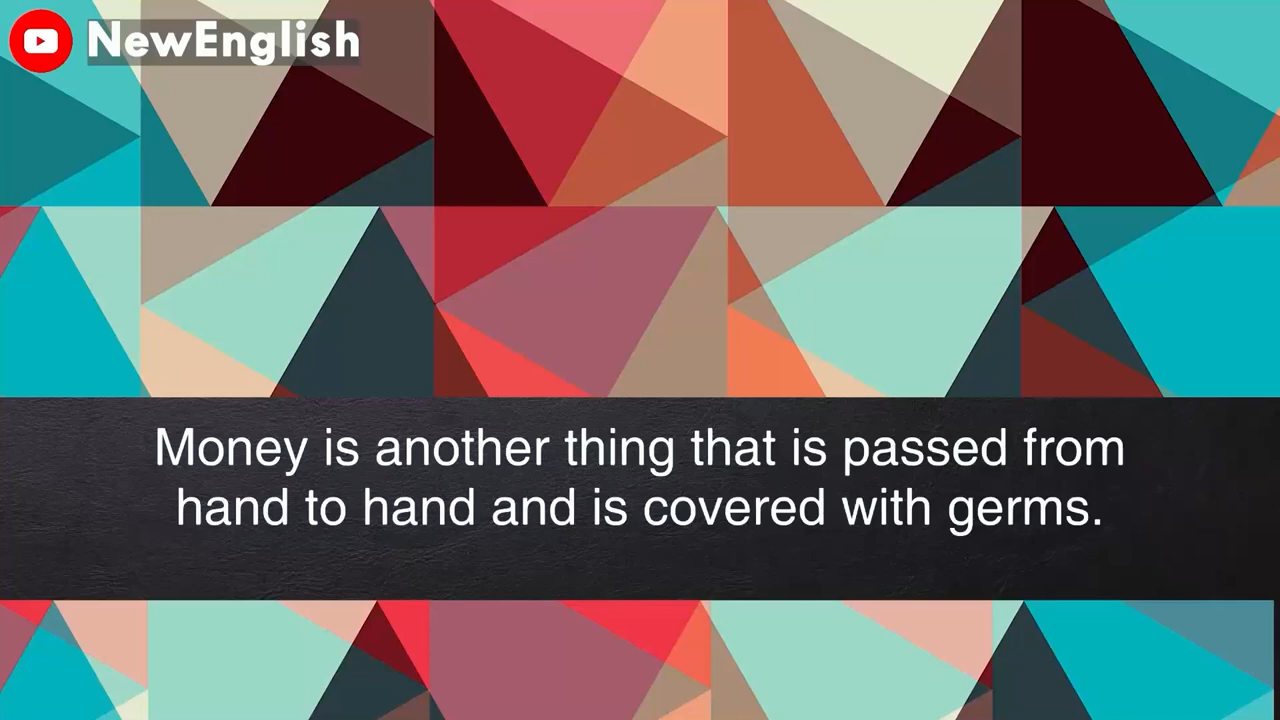 NewEnglish
Money is another thing that is passed from
hand to hand and is covered with germs.